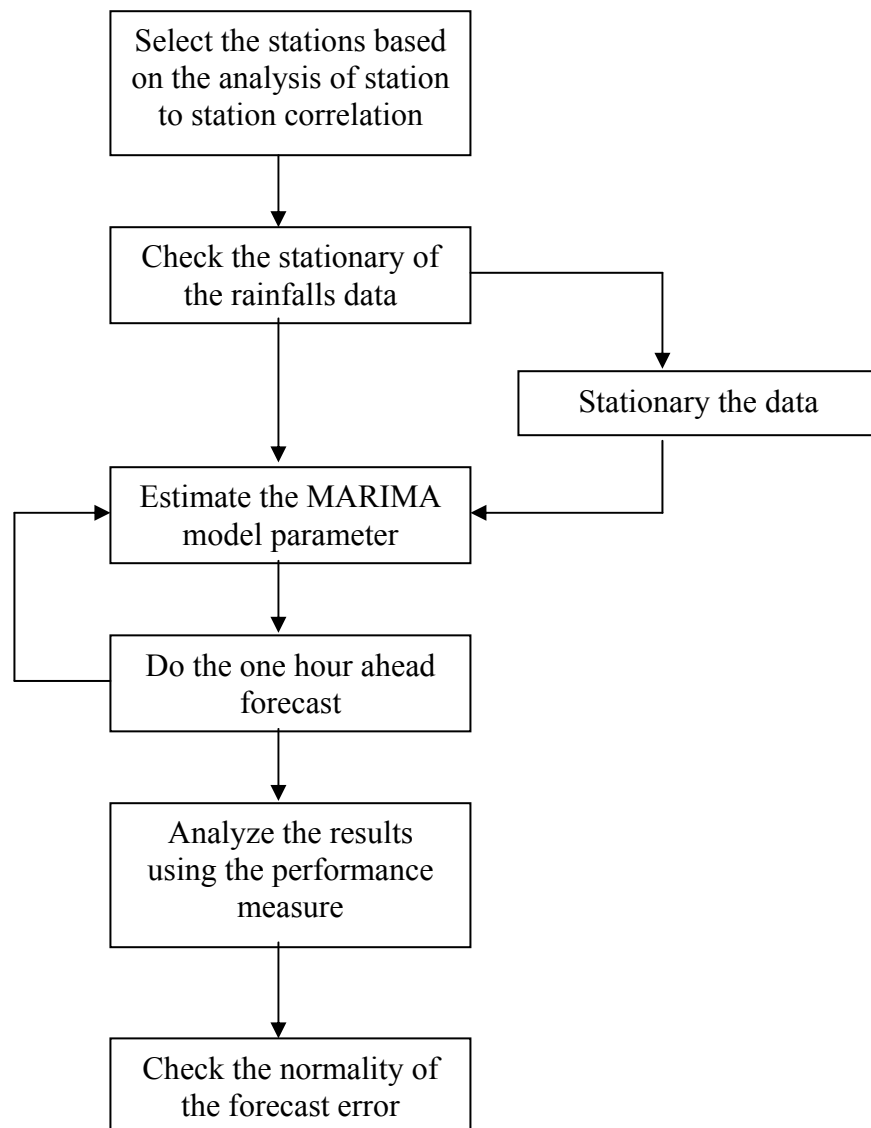 Select the stations based
on the analysis of station
to station correlation
Check the stationary of
the rainfalls data
Stationary the data
Estimate the MARIMA
model parameter
Do the one hour ahead
forecast
Analyze the results
using the performance
measure
Check the normality of
the forecast error